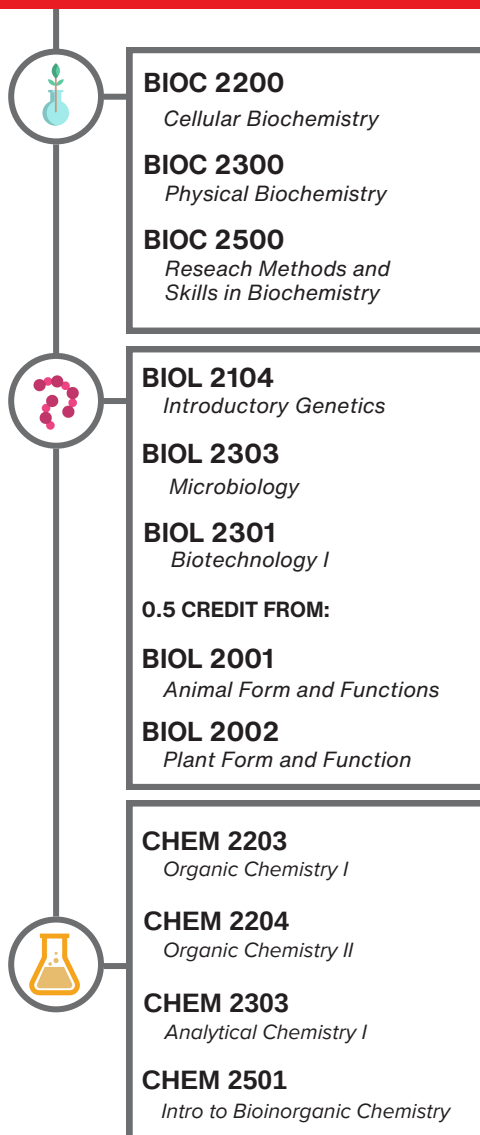 BIOC 2200
Cellular Biochemistry
BIOC 2300
Physical Biochemistry
BIOC 2500
Reseach Methods and
Skills in Biochemistry
BIOL 2104
Introductory Genetics
BIOL 2303
Microbiology
BIOL 2301
Biotechnology I
0.5 CREDIT FROM:
BIOL 2001
Animal Form and Functions
BIOL 2002
Plant Form and Function
CHEM 2203
Organic Chemistry I
CHEM 2204
Organic Chemistry II
CHEM 2303
Analytical Chemistry I
CHEM 2501
Intro to Bioinorganic Chemistry